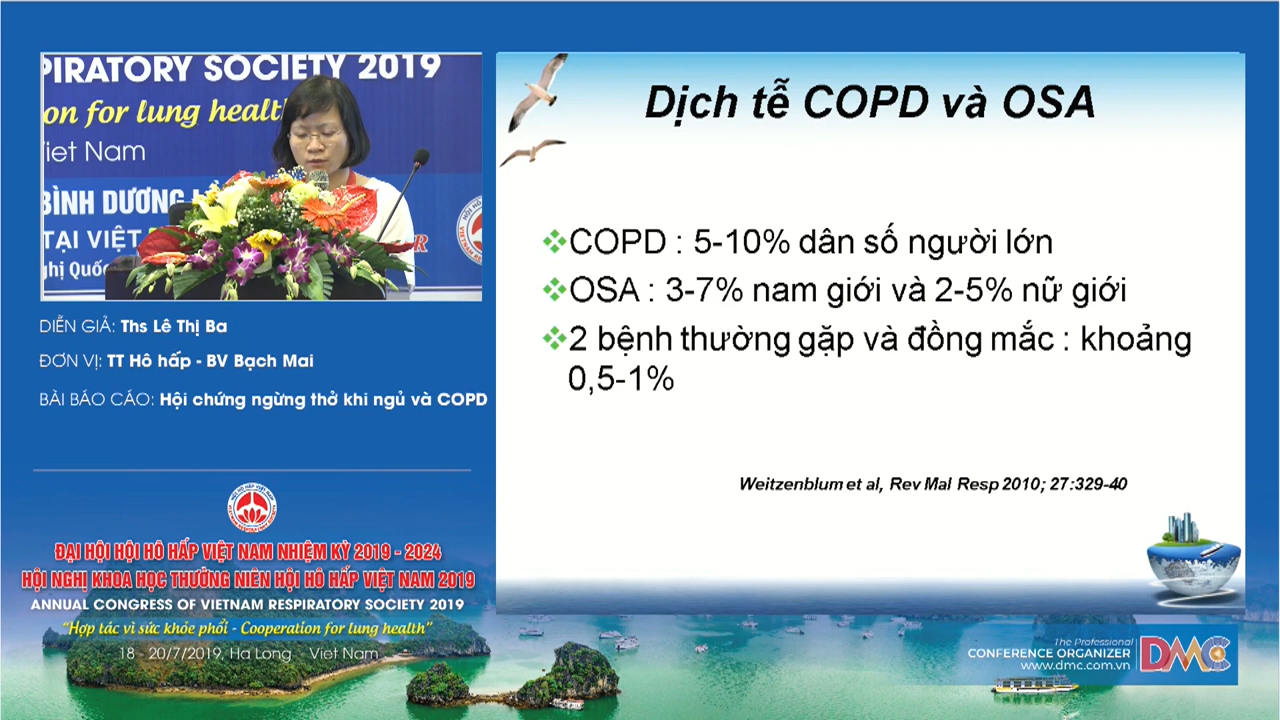 PIRATORY SOCIETY 2019
on for lung healt
iet Nam
BÌNH DƯƠNG
TẠI VIỆT
ghị Quố
DIỄN GIẢ: Ths Lê Thị Ba
ĐƠN VỊ: TT Hô hấp - BV Bạch Mai
BÀI BÁO CÁO: Hội chứng ngừng thở khi ngủ và COPD
ĐẠI HỘI HỘI HÔ HẤP VIỆT NAM NHIỆM KỲ 2019 - 2024
HỘI NGHỊ KHOA HỌC THƯỜNG NIÊN HỘI HÔ HẤP VIỆT NAM 2019
ANNUAL CONGRESS OF VIETNAM RESPIRATORY SOCIETY 2019
“Hợp tác vì sức khỏe phổi - Cooperation for lung health”
18 - 20/7/2019, Ha Long Viet Nam
Dịch tễ COPD và OSA
COPD : 5-10% dân số người lớn
OSA : 3-7% nam giới và 2-5% nữ giới
2 bệnh thường gặp và đồng mắc : khoảng
0,5-1%
Weitzenblum et al, Rev Mal Resp 2010; 27:329-40
The Professional
CONFERENCE ORGANIZER
www.dmc.com.vn
DMC